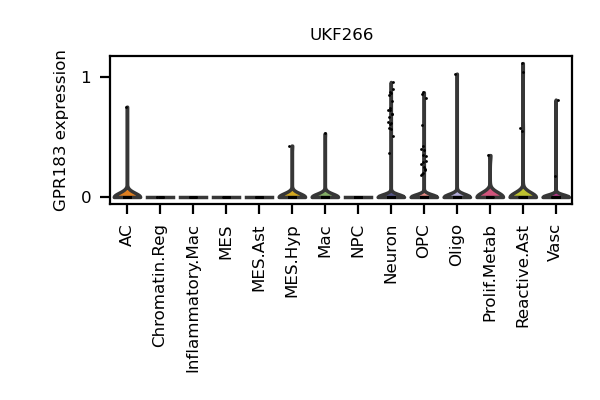 UKF266
GPR183 expression
1
0
AC
Chromatin.Reg
Inflammatory.Mac
MES
MES.Ast
MES.Hyp
Mac
NPC
Neuron
OPC
Oligo
Prolif.Metab
Reactive.Ast
Vasc